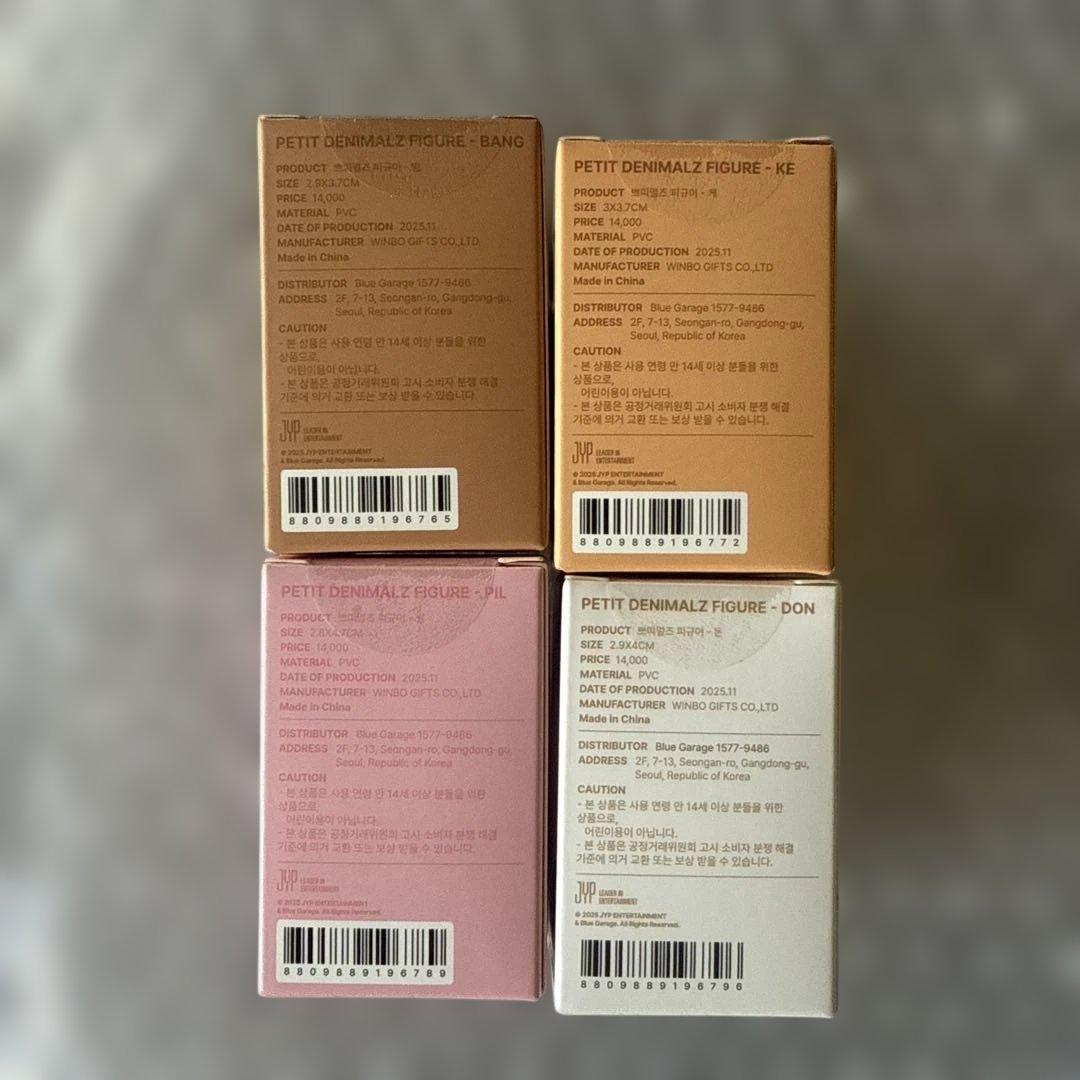 PETIT DENIMALZ FIGURE - BANG
PRODUCT 쁘띠멀즈 피규어 - 뱅
SIZE 2.9X3.7CM
PRICE 14,000
MATERIAL PVC
DATE OF PRODUCTION 2025.11
MANUFACTURER WINBO GIFTS CO.,LTD
Made in China
DISTRIBUTOR Blue Garage 1577-9486
ADDRESS 2F, 7-13, Seongan-ro, Gangdong-gu,
Seoul, Republic of Korea
CAUTION
- 본 상품은 사용 연령 만 14세 이상 분들을 위한
상품으로,
어린이용이 아닙니다.
- 본 상품은 공정거래위원회 고시 소비자 분쟁 해결
기준에 의거 교환 또는 보상 받을 수 있습니다.
JYP LEADER IN
ENTERTAINMENT
© 2025 JYP ENTERTAINMENT
& Blue Garage. All Rights Reserved.
8809889196765
PETIT DENIMALZ FIGURE - KE
PRODUCT 쁘띠멀즈 피규어 - 케
SIZE 3X3.7CM
PRICE 14,000
MATERIAL PVC
DATE OF PRODUCTION 2025.11
MANUFACTURER WINBO GIFTS CO.,LTD
Made in China
DISTRIBUTOR Blue Garage 1577-9486
ADDRESS 2F, 7-13, Seongan-ro, Gangdong-gu,
Seoul, Republic of Korea
CAUTION
- 본 상품은 사용 연령 만 14세 이상 분들을 위한
상품으로,
어린이용이 아닙니다.
- 본 상품은 공정거래위원회 고시 소비자 분쟁 해결
기준에 의거 교환 또는 보상 받을 수 있습니다.
JYP LEADER IN
ENTERTAINMENT
© 2025 JYP ENTERTAINMENT
& Blue Garage. All Rights Reserved.
8809889196772
PETIT DENIMALZ FIGURE - PIL
PRODUCT 쁘띠멀즈 피규어 -
SIZE 2.8X4.7CM
PRICE 14,000
MATERIAL PVC
DATE OF PRODUCTION 2025.11
MANUFACTURER WINBO GIFTS CO.,LTD
Made in China
DISTRIBUTOR Blue Garage 1577-9486
ADDRESS 2F, 7-13, Seongan-ro, Gangdong-gu,
Seoul, Republic of Korea
CAUTION
- 본 상품은 사용 연령 만 14세 이상 분들을 위한
상품으로,
어린이용이 아닙니다.
- 본 상품은 공정거래위원회 고시 소비자 분쟁 해결
기준에 의거 교환 또는 보상 받을 수 있습니다.
JYP LEADER IN
ENTERTAINMENT
© 2025 JYP ENTERTAINMENT
& Blue Garage. All Rights Reserved.
8809889196789
PETIT DENIMALZ FIGURE - DON
PRODUCT 쁘띠멀즈 피규어 - 돈
SIZE 2.9X4CM
PRICE 14,000
MATERIAL PVC
DATE OF PRODUCTION 2025.11
MANUFACTURER WINBO GIFTS CO.,LTD
Made in China
DISTRIBUTOR Blue Garage 1577-9486
ADDRESS 2F, 7-13, Seongan-ro, Gangdong-gu,
Seoul, Republic of Korea
CAUTION
- 본 상품은 사용 연령 만 14세 이상 분들을 위한
상품으로,
어린이용이 아닙니다.
- 본 상품은 공정거래위원회 고시 소비자 분쟁 해결
기준에 의거 교환 또는 보상 받을 수 있습니다.
JYP LEADER IN
ENTERTAINMENT
© 2025 JYP ENTERTAINMENT
& Blue Garage. All Rights Reserved.
8809889196796